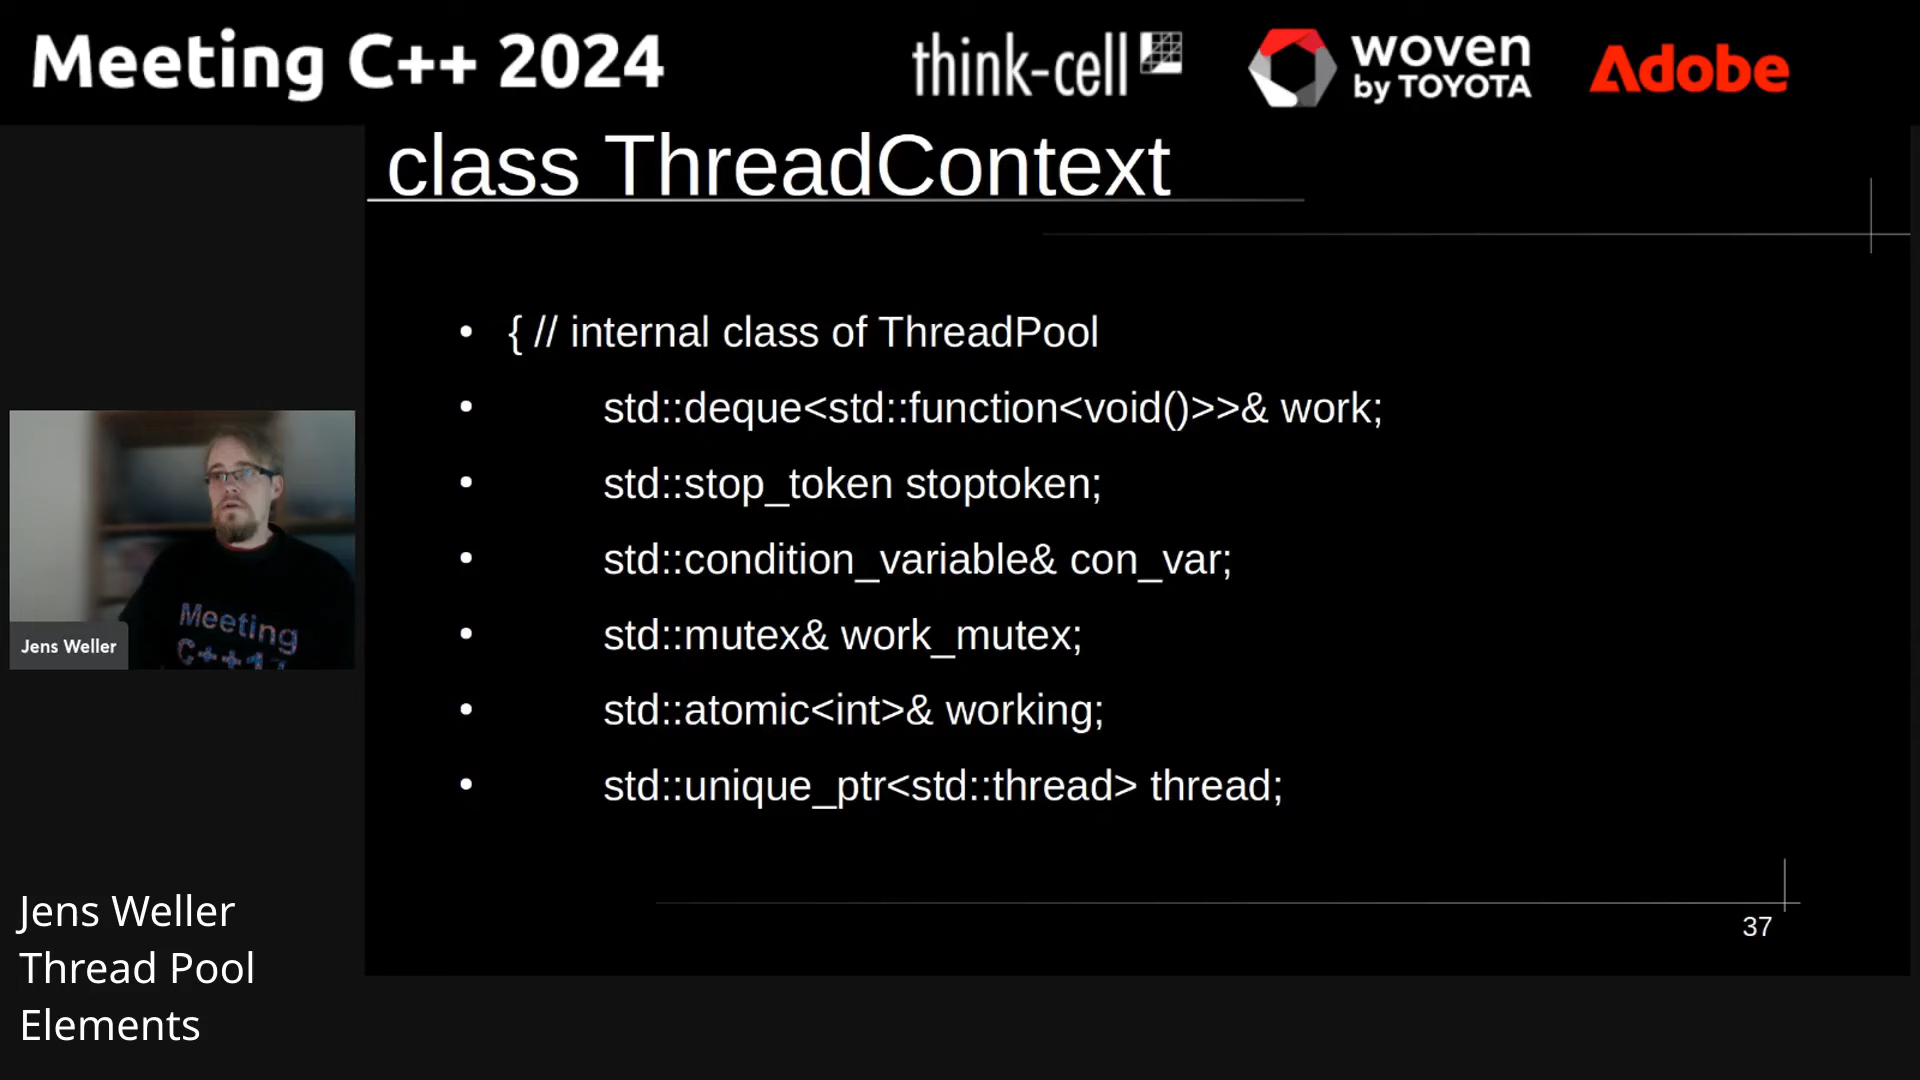 Meeting C++ 2024
think-cell
woven
by TOYOTA
Adobe
class ThreadContext
{ // internal class of ThreadPool
std::deque<std::function<void()>>& work;
std::stop_token stoptoken;
std::condition_variable& con_var;
std::mutex& work_mutex;
std::atomic<int>& working;
std::unique_ptr<std::thread> thread;
37
Meeting
Jens Weller
Jens Weller
Thread Pool
Elements